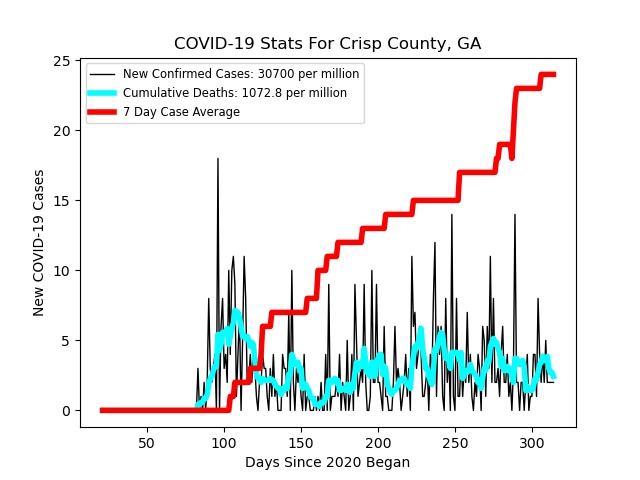 COVID-19 Stats For Crisp County, GA
New Confirmed Cases: 30700 per million
Cumulative Deaths: 1072.8 per million
7 Day Case Average
New COVID-19 Cases
25
20
15
10
5
0
50 100 150 200 250 300
Days Since 2020 Began